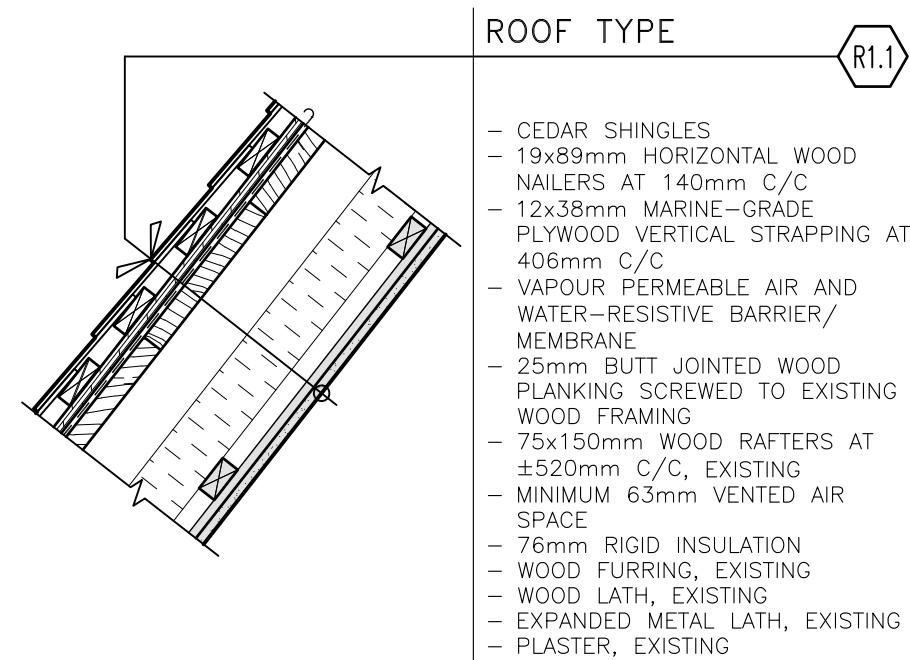 ROOF TYPE
R1.1
– CEDAR SHINGLES
– 19x89mm HORIZONTAL WOOD
NAILERS AT 140mm C/C
– 12x38mm MARINE–GRADE
PLYWOOD VERTICAL STRAPPING AT
406mm C/C
– VAPOUR PERMEABLE AIR AND
WATER–RESISTIVE BARRIER/
MEMBRANE
– 25mm BUTT JOINTED WOOD
PLANKING SCREWED TO EXISTING
WOOD FRAMING
– 75x150mm WOOD RAFTERS AT
±520mm C/C, EXISTING
– MINIMUM 63mm VENTED AIR
SPACE
– 76mm RIGID INSULATION
– WOOD FURRING, EXISTING
– WOOD LATH, EXISTING
– EXPANDED METAL LATH, EXISTING
– PLASTER, EXISTING